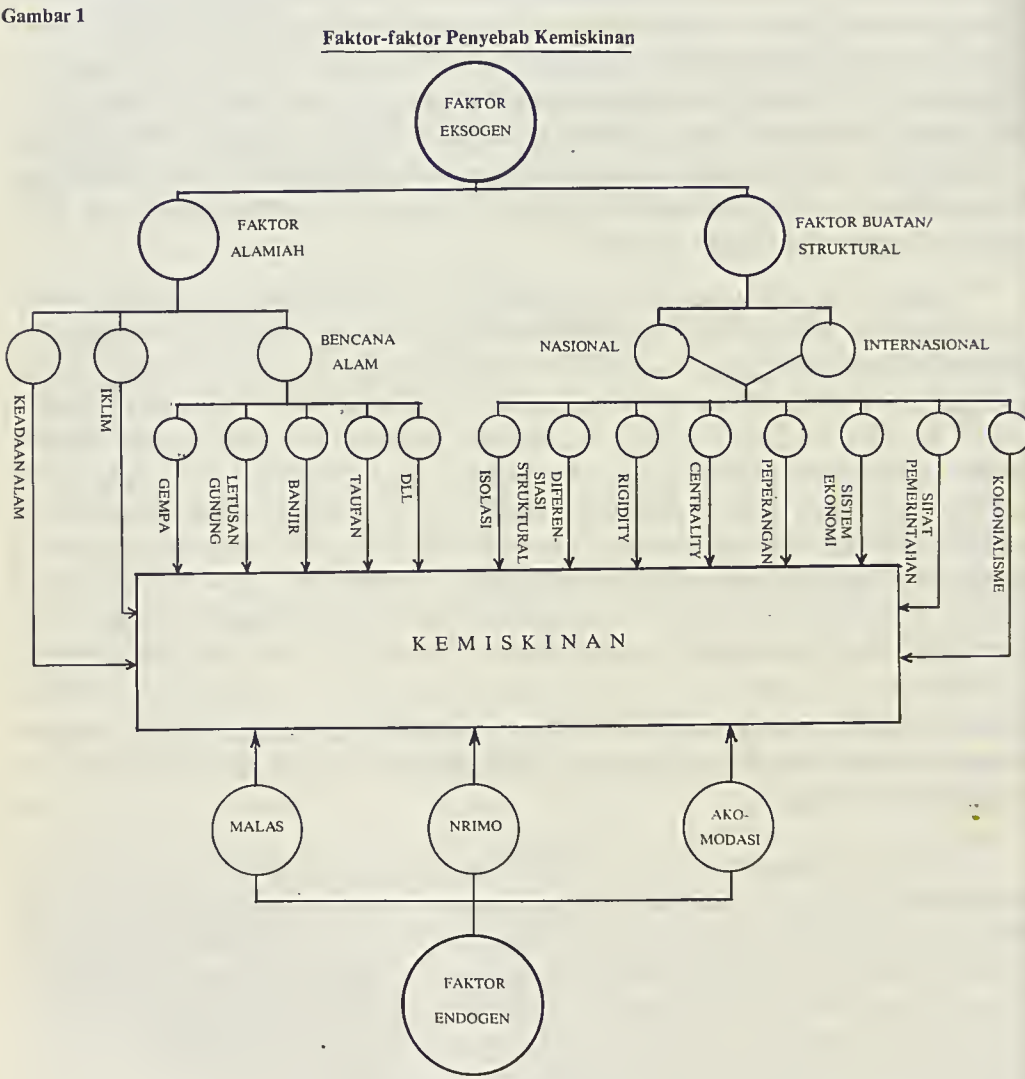 Gambar 1
Faktor-faktor Penyebab Kemiskinan
FAKTOR
EKSOGEN
FAKTOR
ALAMIAH
FAKTOR BUATAN/
STRUKTURAL
KEADAAN ALAM
IKLIM
BENCANA
ALAM
NASIONAL
INTERNASIONAL
GEMPA
LETUSAN
GUNUNG
BANJIR
TAUFAN
DLL
ISOLASI
DIFEREN-
SIASI
STRUKTURAL
RIGIDITY
CENTRALITY
PEPERANGAN
SISTEM
EKONOMI
SIFAT
PEMERINTAHAN
KOLONIALISME
KEMISKINAN
MALAS
NRIMO
AKO-
MODASI
FAKTOR
ENDOGEN